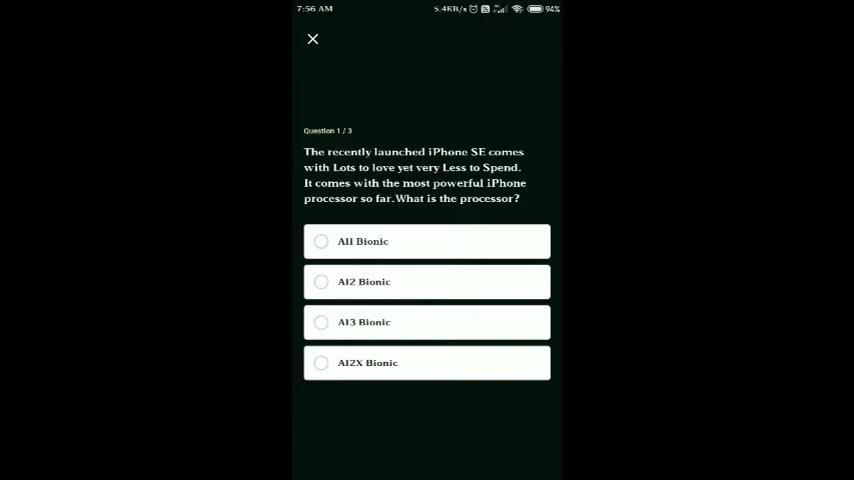 7:56 AM 5.4KB/s 94%
Question 1 / 3
The recently launched iPhone SE comes
with Lots to love yet very Less to Spend.
It comes with the most powerful iPhone
processor so far.What is the processor?
A11 Bionic
A12 Bionic
A13 Bionic
A12X Bionic